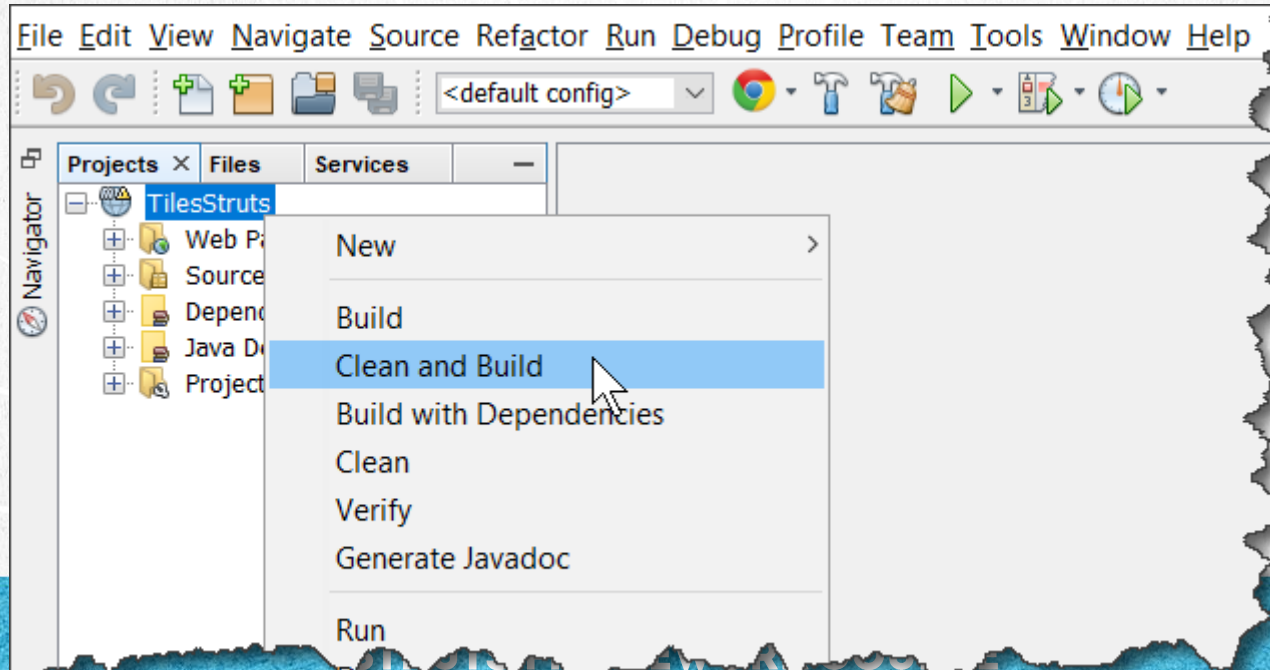 File Edit View Navigate Source Refactor Run Debug Profile Team Tools Window Help
<default config>
Projects Files Services
Navigator
TilesStruts
Web Pa
Source
Depend
Java De
Project
New
Build
Clean and Build
Build with Dependencies
Clean
Verify
Generate Javadoc
Run